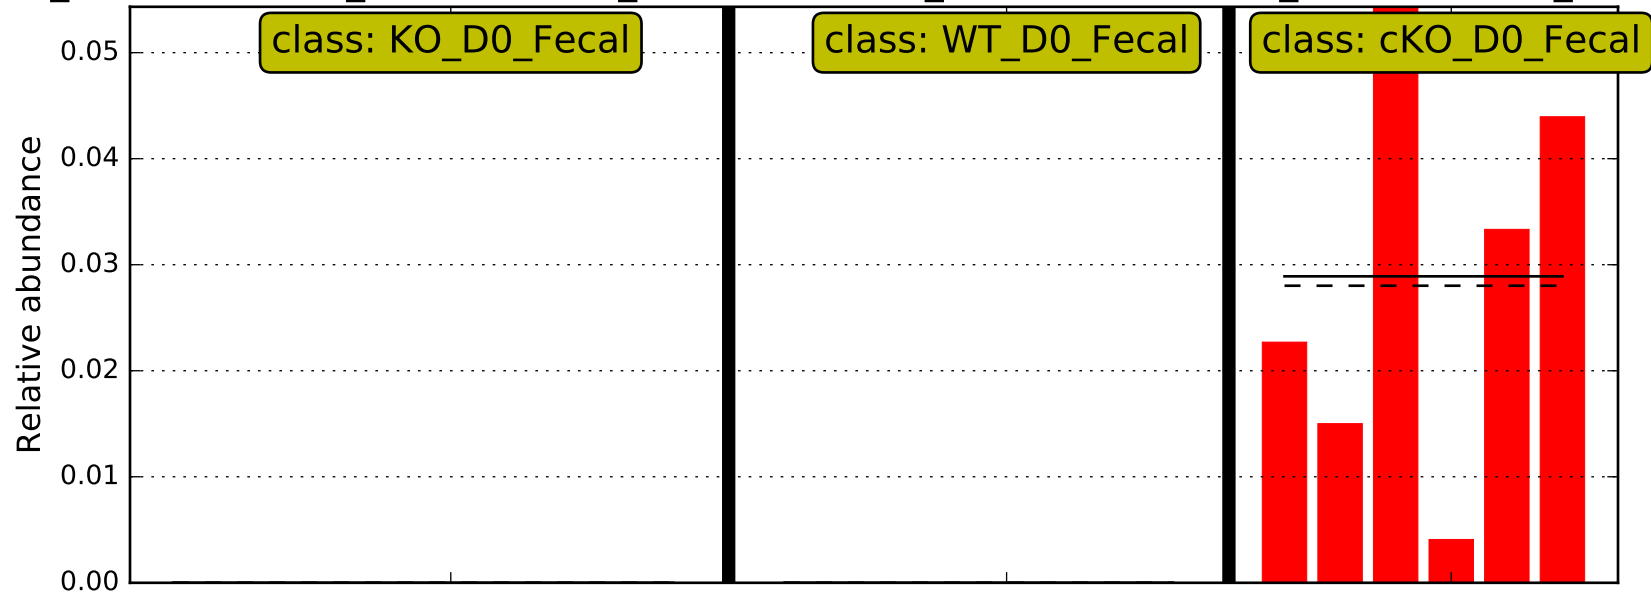 class: KO_D0_Fecal
class: WT_D0_Fecal
class: cKO_D0_Fecal
Relative abundance
0.05
0.04
0.03
0.02
0.01
0.00